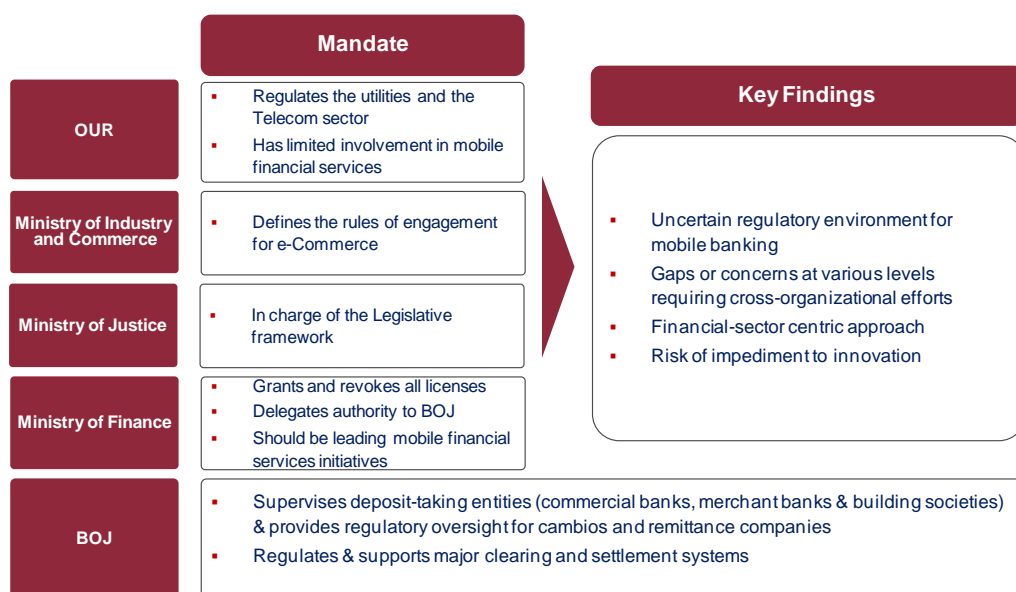 Mandate
OUR
Regulates the utilities and the
Telecom sector
Has limited involvement in mobile
financial services
Ministry of Industry
and Commerce
Defines the rules of engagement
for e-Commerce
Ministry of Justice
In charge of the Legislative
framework
Ministry of Finance
Grants and revokes all licenses
Delegates authority to BOJ
Should be leading mobile financial
services initiatives
BOJ
Supervises deposit-taking entities (commercial banks, merchant banks & building societies)
& provides regulatory oversight for cambios and remittance companies
Regulates & supports major clearing and settlement systems
Key Findings
Uncertain regulatory environment for
mobile banking
Gaps or concerns at various levels
requiring cross-organizational efforts
Financial-sector centric approach
Risk of impediment to innovation